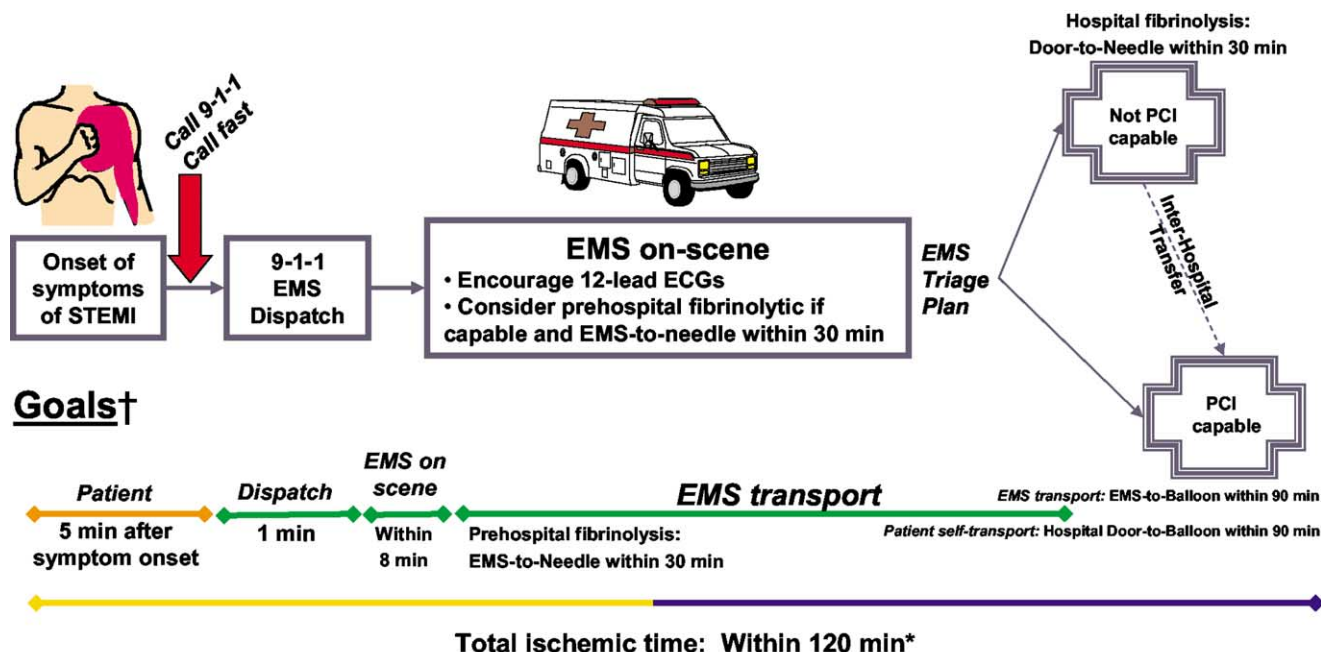 Hospital fibrinolysis:
Door-to-Needle within 30 min
Call 9-1-1
Call fast
Not PCI
capable
Onset of
symptoms
of STEMI
9-1-1
EMS
Dispatch
EMS on-scene
• Encourage 12-lead ECGs
• Consider prehospital fibrinolytic if
capable and EMS-to-needle within 30 min
EMS
Triage
Plan
Inter-Hospital
Transfer
PCI
capable
Goals†
Patient
5 min after
symptom onset
Dispatch
1 min
EMS on
scene
Within
8 min
EMS transport
Prehospital fibrinolysis:
EMS-to-Needle within 30 min
EMS transport: EMS-to-Balloon within 90 min
Patient self-transport: Hospital Door-to-Balloon within 90 min
Total ischemic time: Within 120 min*